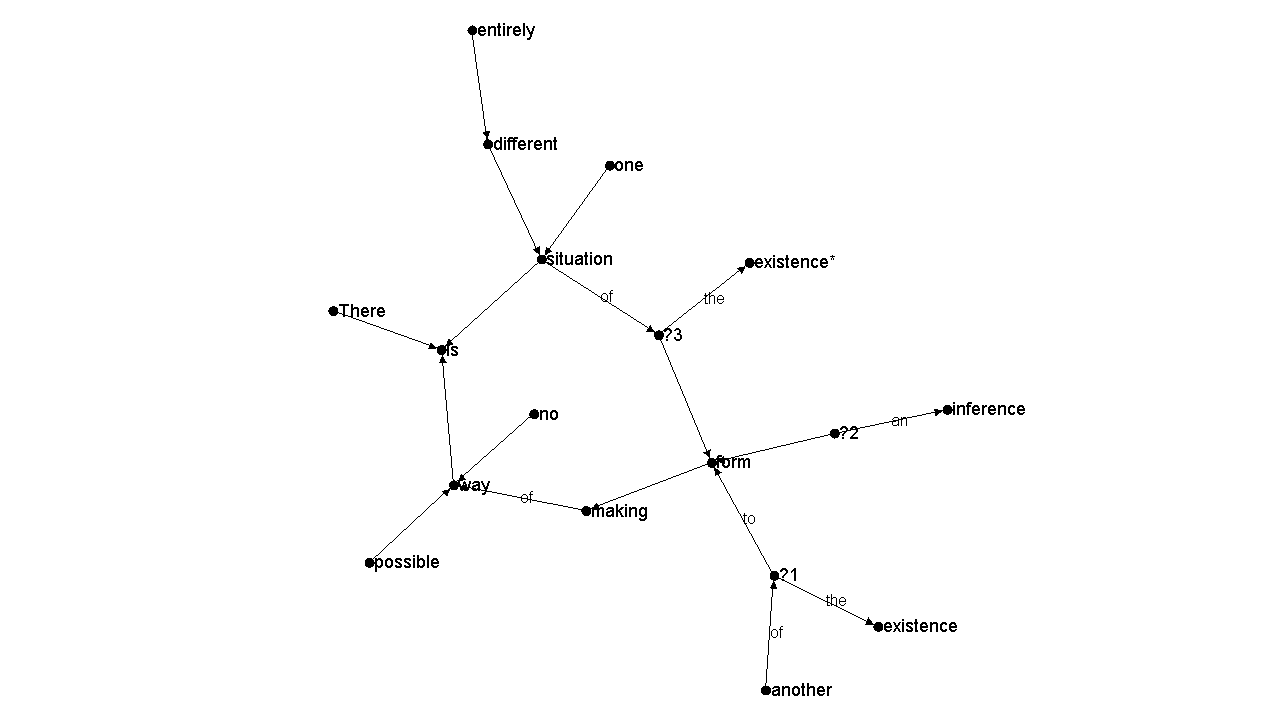 entirely
different
one
situation
existence*
of
the
There
?3
is
inference
no
an
?2
form
way
of
making
to
possible
?1
the
existence
of
another